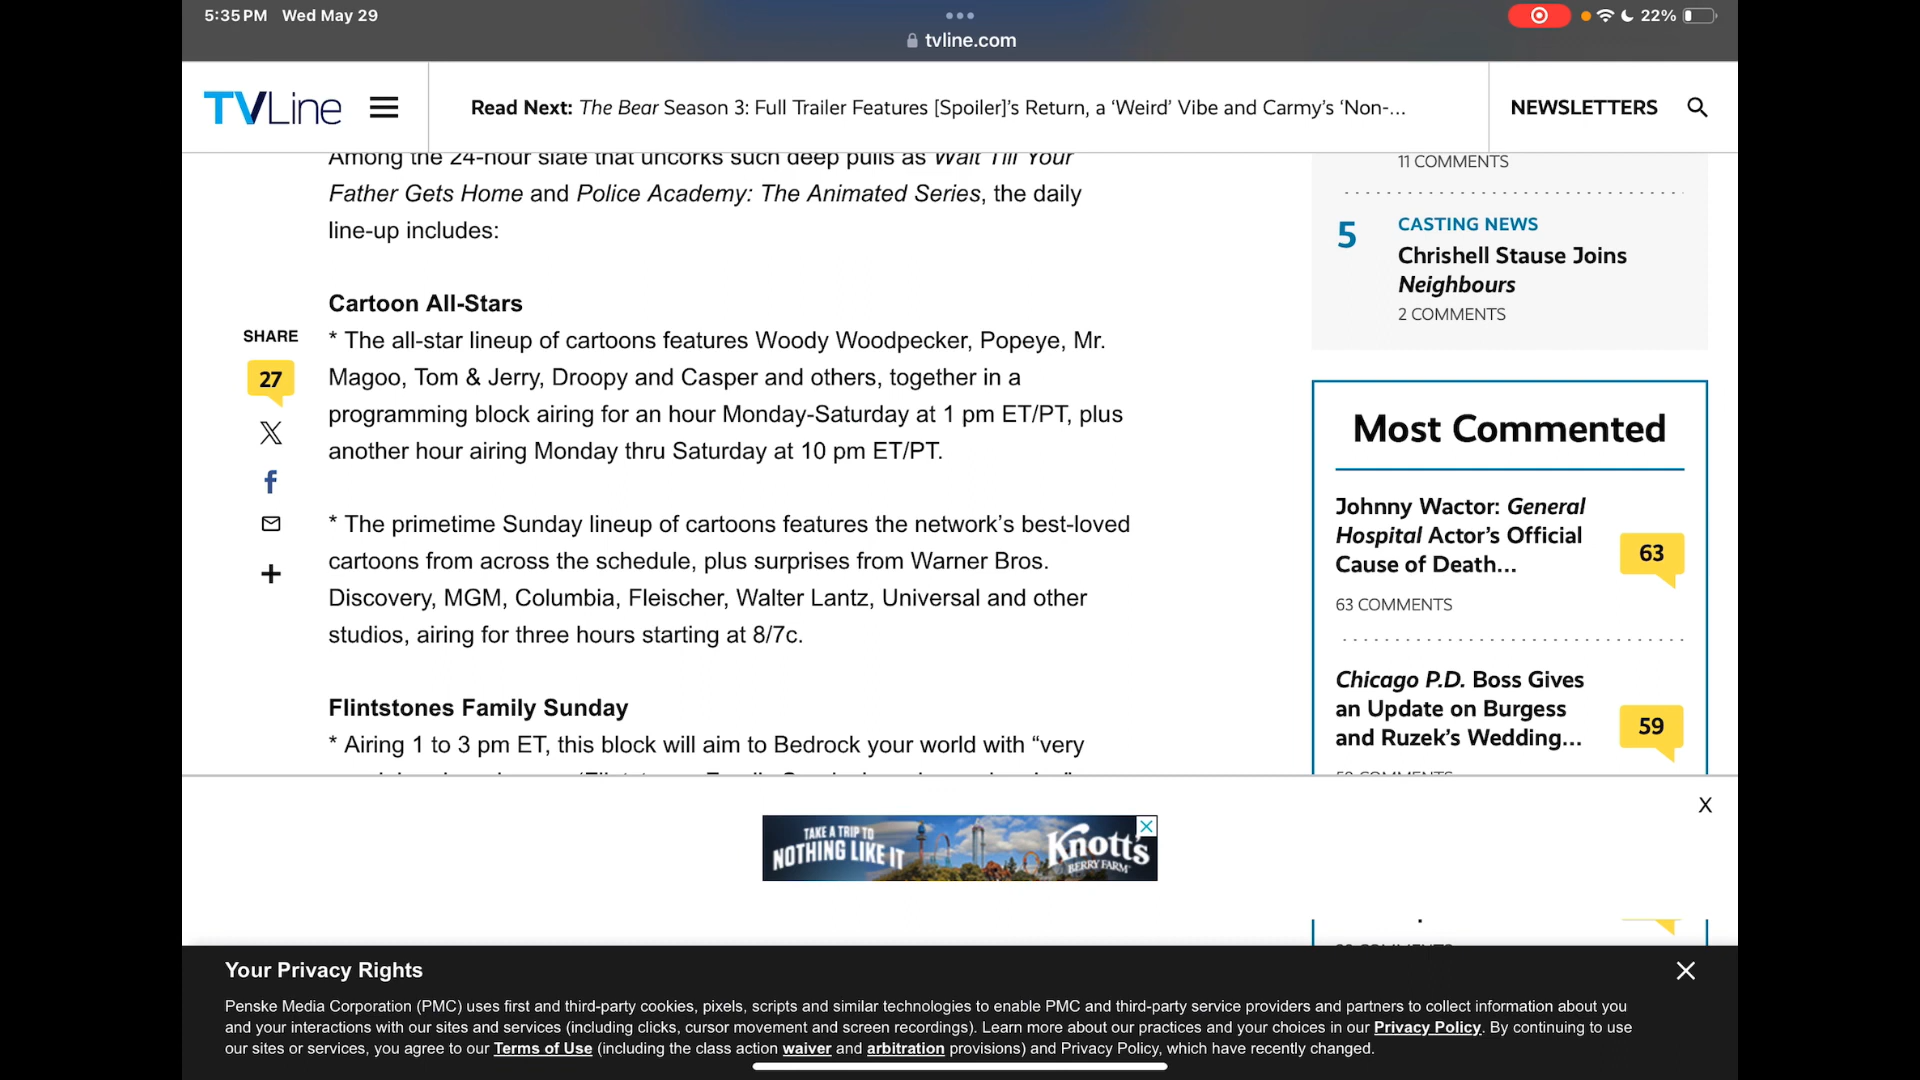 5:35 PM Wed May 29
22%
tvline.com
TVLine
Read Next: The Bear Season 3: Full Trailer Features [Spoiler]’s Return, a ‘Weird’ Vibe and Carmy’s ‘Non-...
NEWSLETTERS
Among the 24-hour slate that uncorks such deep pulls as Wait Till Your
Father Gets Home and Police Academy: The Animated Series, the daily
line-up includes:
Cartoon All-Stars
* The all-star lineup of cartoons features Woody Woodpecker, Popeye, Mr.
Magoo, Tom & Jerry, Droopy and Casper and others, together in a
programming block airing for an hour Monday-Saturday at 1 pm ET/PT, plus
another hour airing Monday thru Saturday at 10 pm ET/PT.
* The primetime Sunday lineup of cartoons features the network’s best-loved
cartoons from across the schedule, plus surprises from Warner Bros.
Discovery, MGM, Columbia, Fleischer, Walter Lantz, Universal and other
studios, airing for three hours starting at 8/7c.
Flintstones Family Sunday
* Airing 1 to 3 pm ET, this block will aim to Bedrock your world with “very
SHARE
27
11 COMMENTS
5
CASTING NEWS
Chrishell Stause Joins
Neighbours
2 COMMENTS
Most Commented
Johnny Wactor: General
Hospital Actor’s Official
Cause of Death...
63
63 COMMENTS
Chicago P.D. Boss Gives
an Update on Burgess
and Ruzek’s Wedding...
59
X
TAKE A TRIP TO
NOTHING LIKE IT
Knott's
BERRY FARM
Your Privacy Rights
Penske Media Corporation (PMC) uses first and third-party cookies, pixels, scripts and similar technologies to enable PMC and third-party service providers and partners to collect information about you
and your interactions with our sites and services (including clicks, cursor movement and screen recordings). Learn more about our practices and your choices in our Privacy Policy. By continuing to use
our sites or services, you agree to our Terms of Use (including the class action waiver and arbitration provisions) and Privacy Policy, which have recently changed.